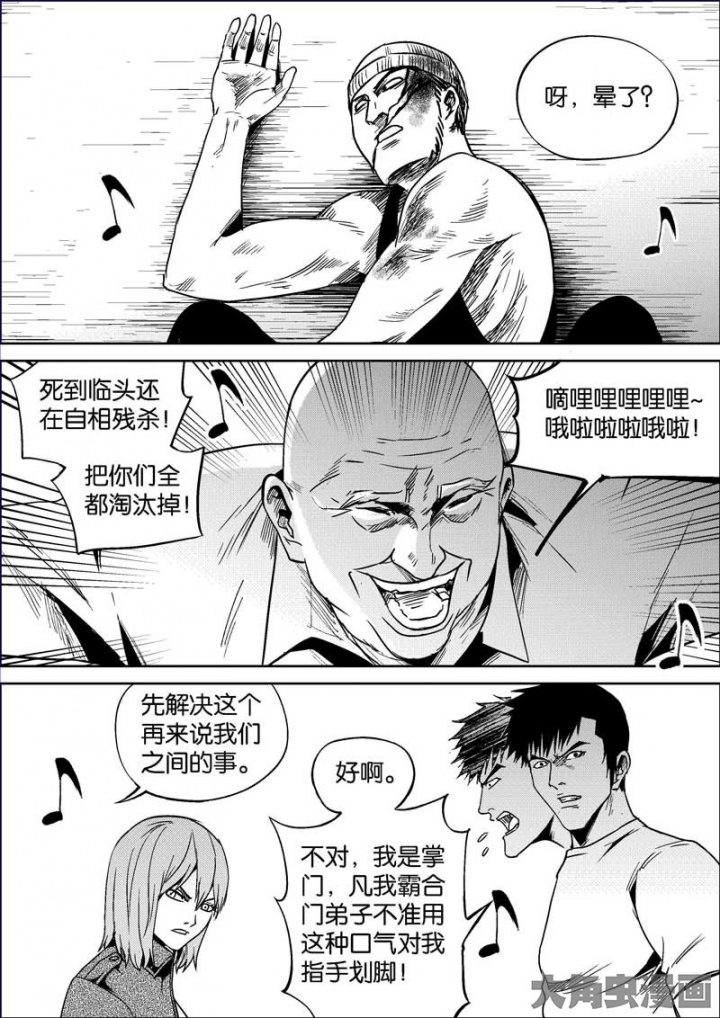 呀，晕了？
死到临头还
在自相残杀！
把你们全
都淘汰掉！
嘀哩哩哩哩哩~
哦啦啦啦哦啦！
先解决这个
再来说我们
之间的事。
好啊。
不对，我是掌
门，凡我霸合
门弟子不准用
这种口气对我
指手划脚！
大角虫漫画